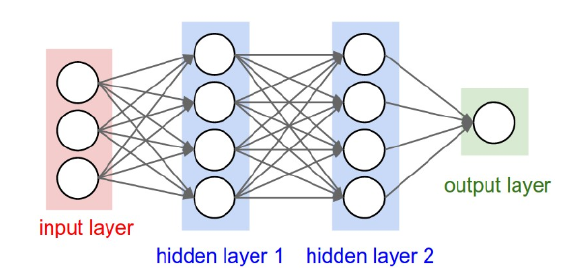 input layer
hidden layer 1
hidden layer 2
output layer